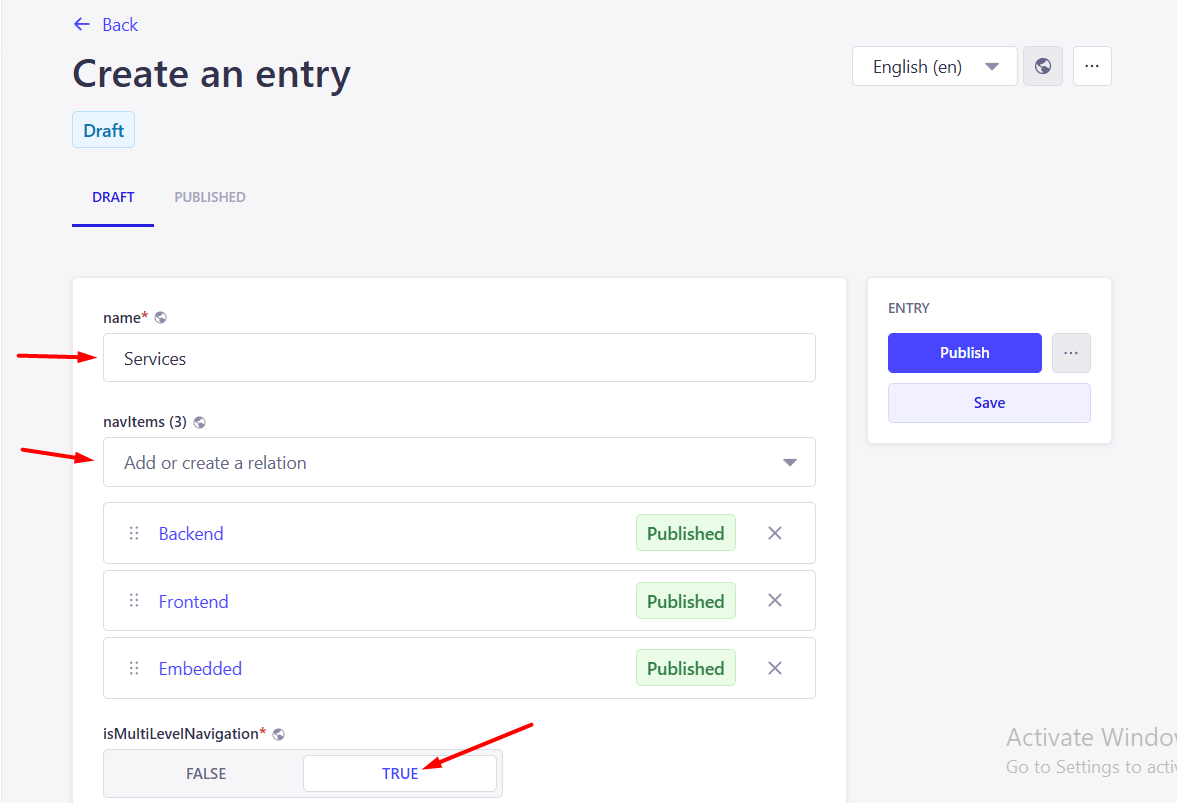 Back
Create an entry
English (en)
...
Draft
DRAFT
PUBLISHED
name*
Services
navItems (3)
Add or create a relation
Backend
Published
Frontend
Published
Embedded
Published
isMultiLevelNavigation*
FALSE
TRUE
ENTRY
Publish
...
Save
Activate Window
Go to Settings to acti